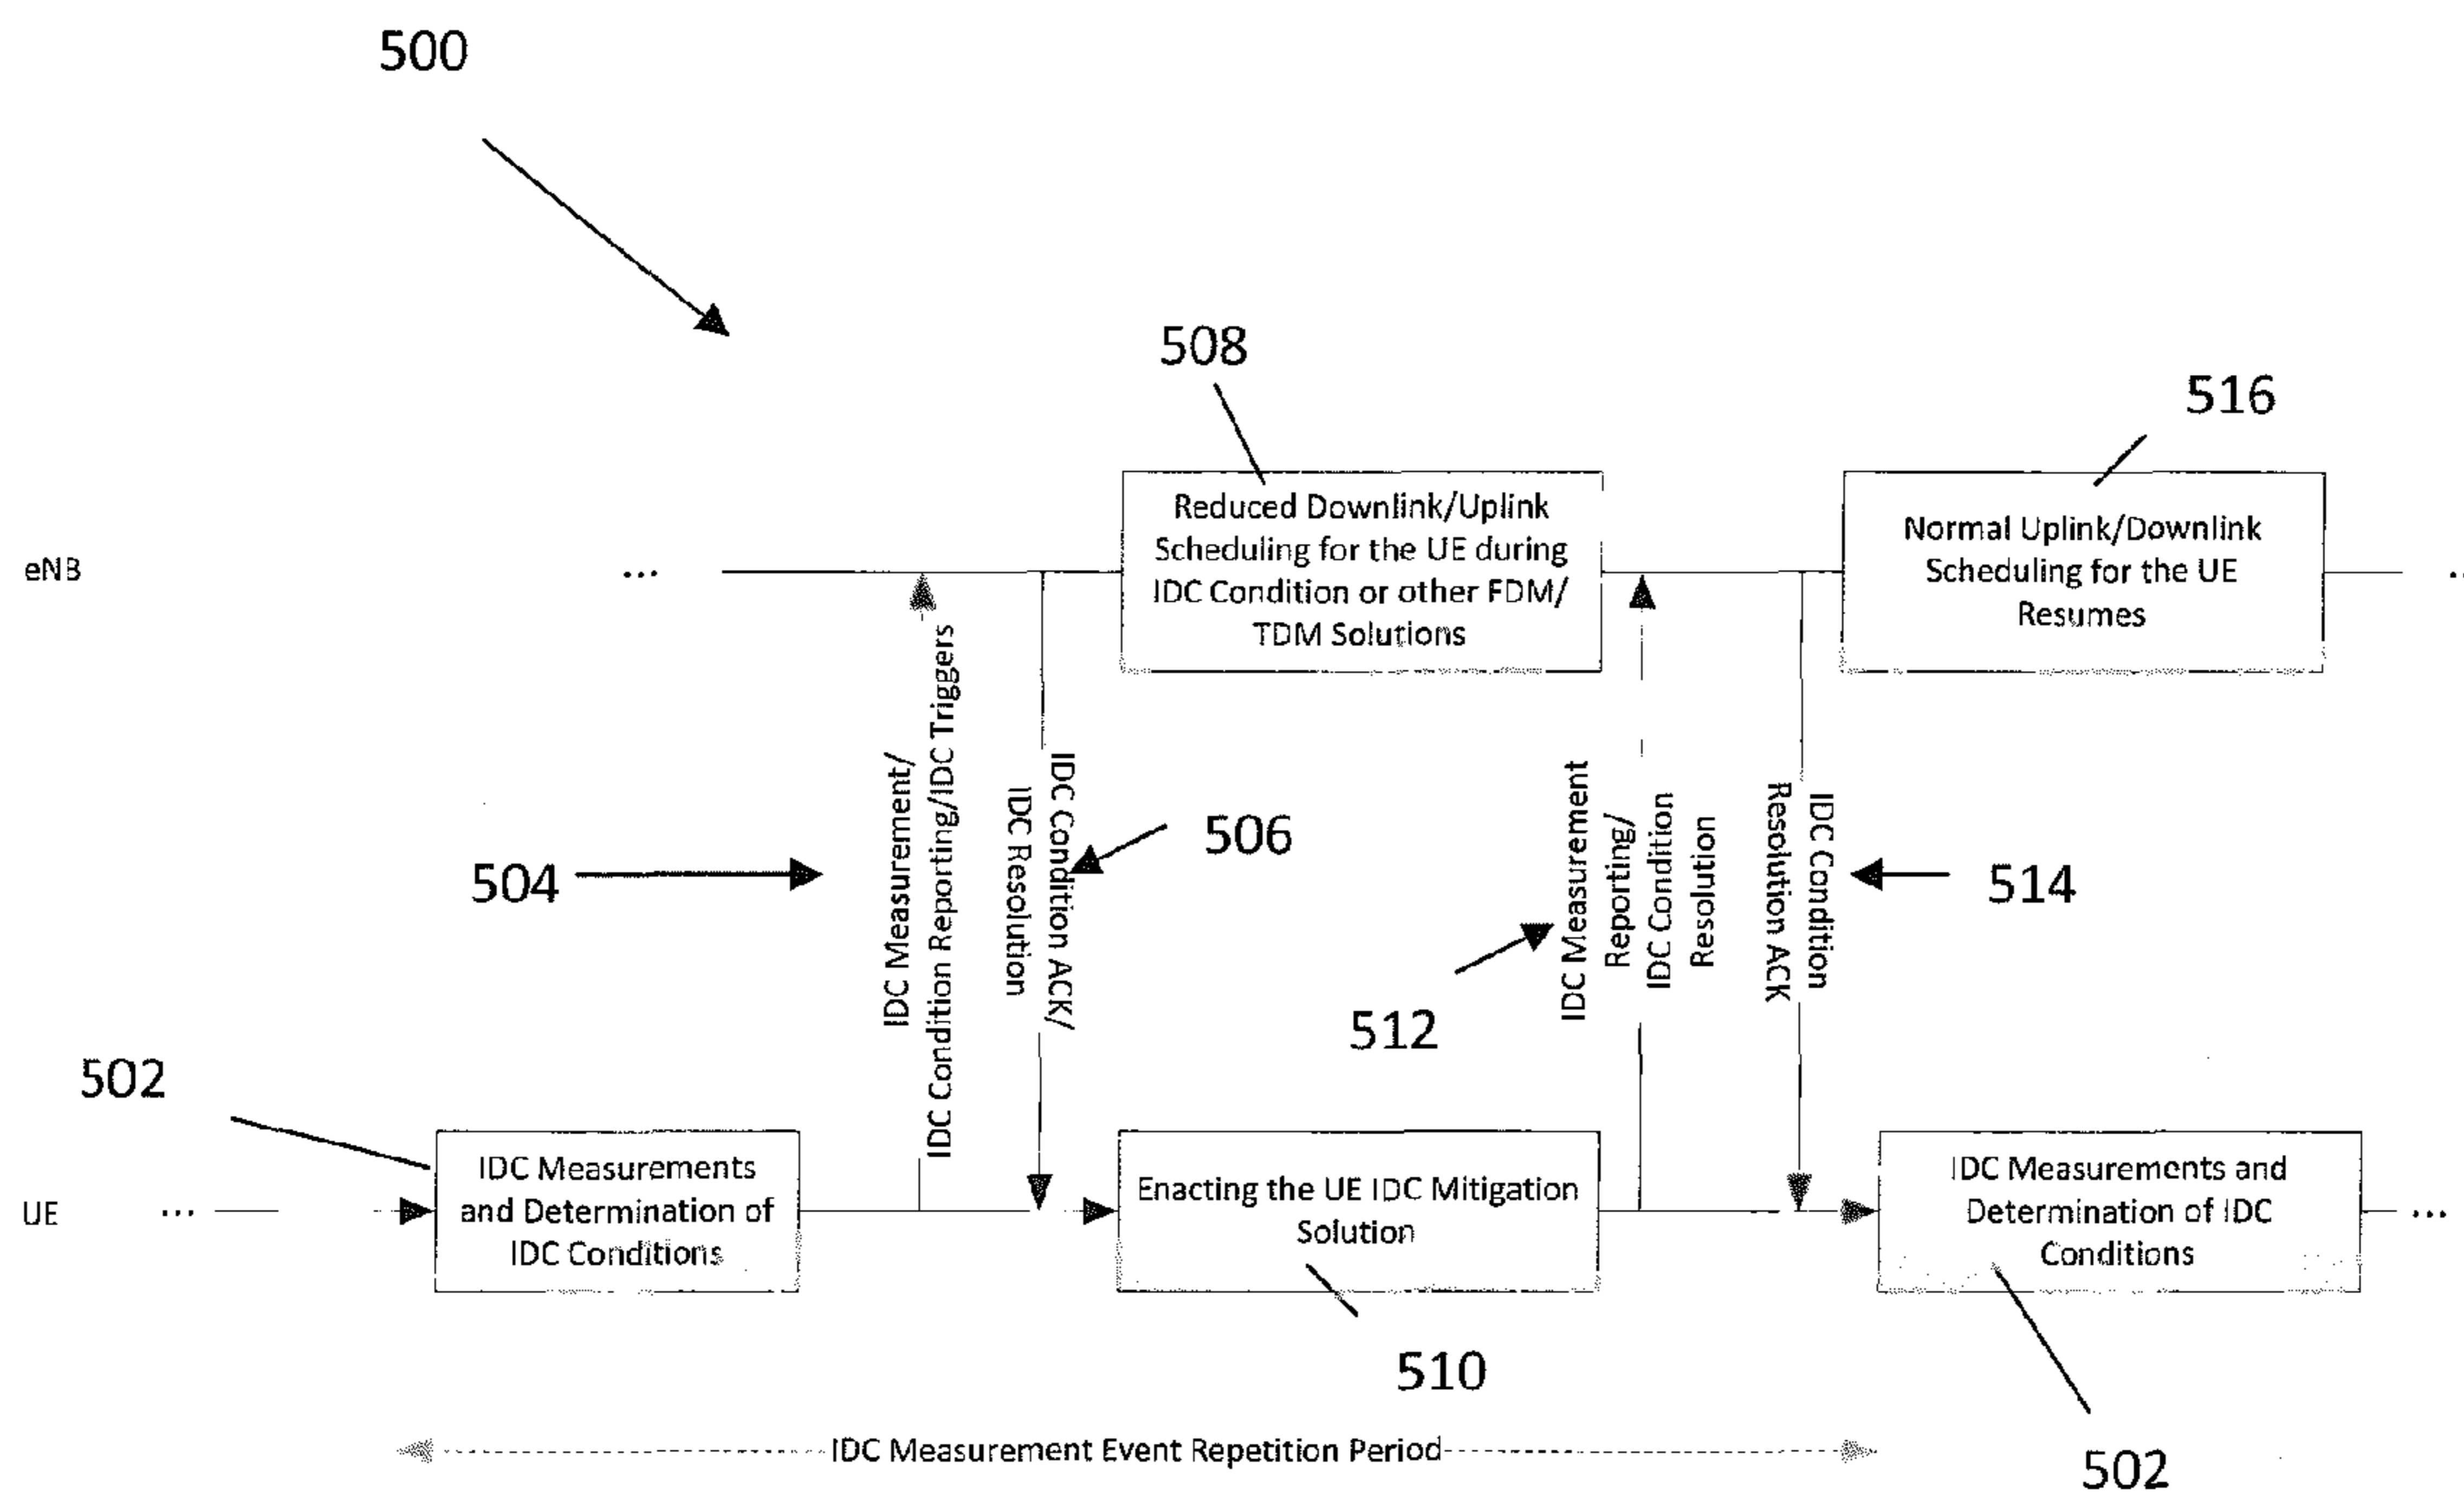 500
508
516
Reduced Downlink/Uplink
Scheduling for the UE during
IDC Condition or other FDM/
TDM Solutions
Normal Uplink/Downlink
Scheduling for the UE
Resumes
eNB
...
..
IDC Measurement/
IDC Condition Reporting/IDC Triggers
IDC Condition ACK/
IDC Resolution
IDC Measurement
Reporting/
IDC Condition
Resolution
IDC Condition
Resolution ACK
504
506
512
514
502
UE
...
IDC Measurements
and Determination of
IDC Conditions
Enacting the UE IDC Mitigation
Solution
IDC Measurements and
Determination of IDC
Conditions
...
510
IDC Measurement Event Repetition Period
502